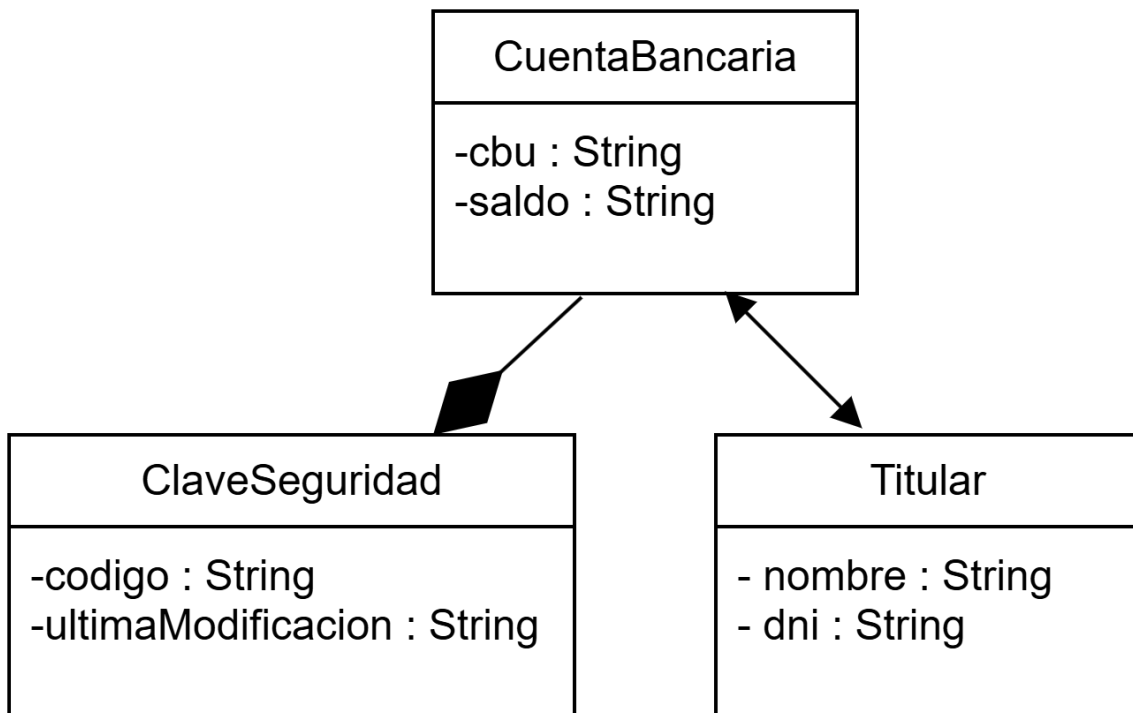 CuentaBancaria
-cbu : String
-saldo : String
ClaveSeguridad
-codigo : String
-ultimaModificacion : String
Titular
- nombre : String
- dni : String